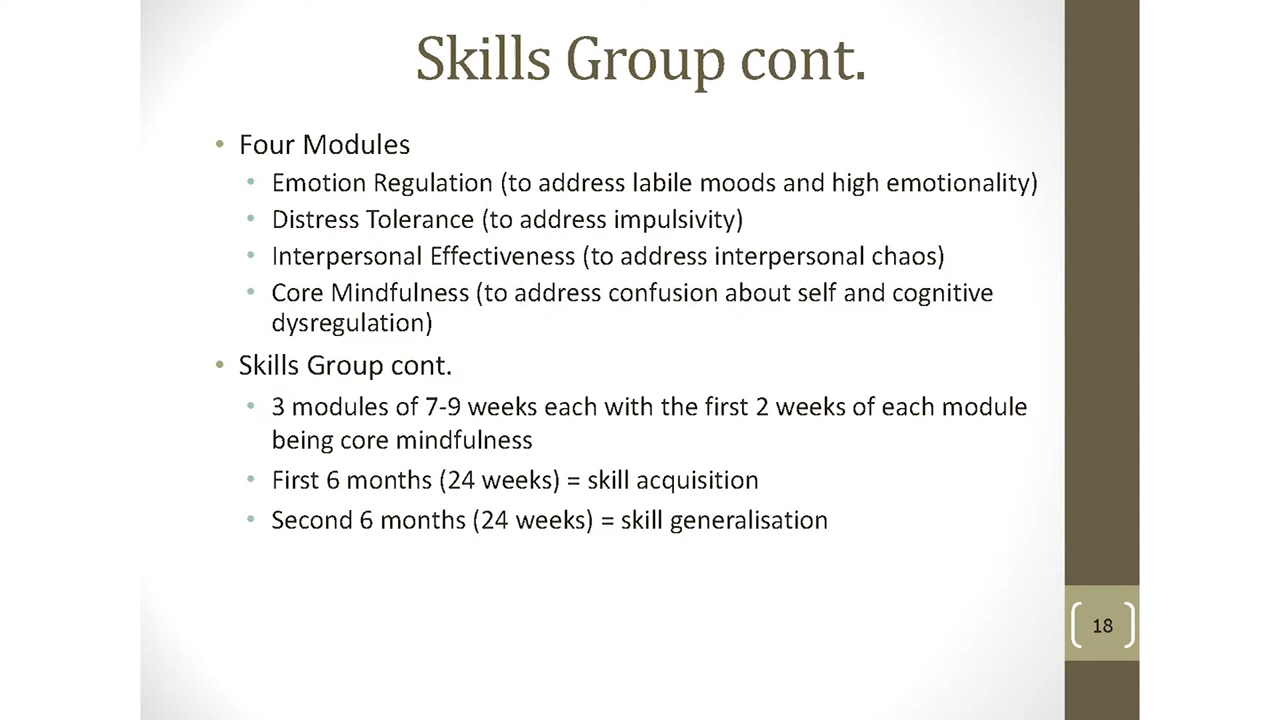 Skills Group cont.
• Four Modules
• Emotion Regulation (to address labile moods and high emotionality)
• Distress Tolerance (to address impulsivity)
• Interpersonal Effectiveness (to address interpersonal chaos)
• Core Mindfulness (to address confusion about self and cognitive
dysregulation)
• Skills Group cont.
• 3 modules of 7-9 weeks each with the first 2 weeks of each module
being core mindfulness
• First 6 months (24 weeks) = skill acquisition
• Second 6 months (24 weeks) = skill generalisation
18